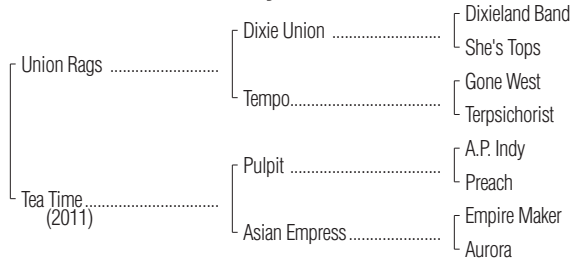 Dixieland Band
Dixie Union ........................
She's Tops
Union Rags ........................
Gone West
Tempo.................................
Terpsichorist
A.P. Indy
Pulpit .................................
Preach
Tea Time..............................
(2011)
Empire Maker
Asian Empress....................
Aurora